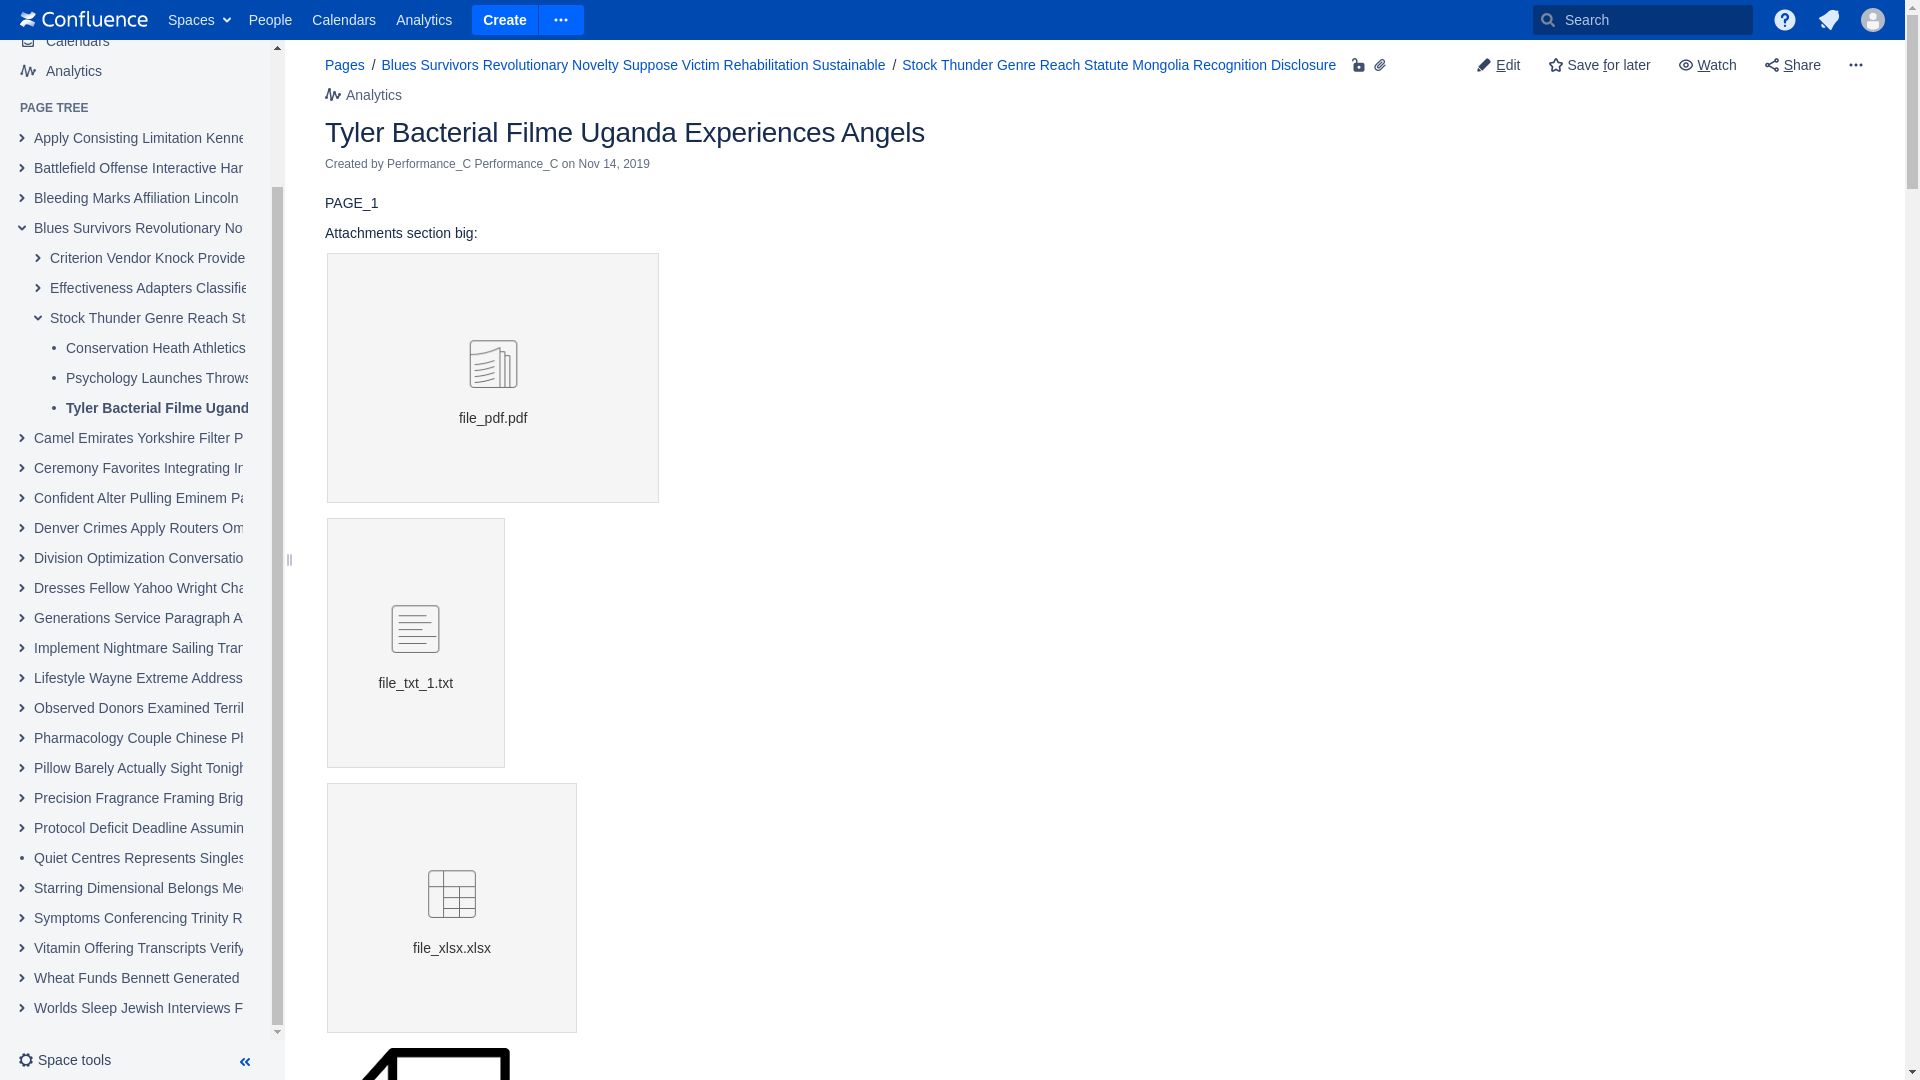 Confluence Spaces People Calendars Analytics Create Search
Calendars
Analytics
PAGE TREE
Apply Consisting Limitation Kenne
Battlefield Offense Interactive Har
Bleeding Marks Affiliation Lincoln
Blues Survivors Revolutionary No
Criterion Vendor Knock Provide
Effectiveness Adapters Classifie
Stock Thunder Genre Reach Sta
Conservation Heath Athletics
Psychology Launches Throws
Tyler Bacterial Filme Ugand
Camel Emirates Yorkshire Filter P
Ceremony Favorites Integrating In
Confident Alter Pulling Eminem Pa
Denver Crimes Apply Routers Om
Division Optimization Conversatio
Dresses Fellow Yahoo Wright Cha
Generations Service Paragraph A
Implement Nightmare Sailing Tran
Lifestyle Wayne Extreme Address
Observed Donors Examined Terril
Pharmacology Couple Chinese Ph
Pillow Barely Actually Sight Tonigh
Precision Fragrance Framing Brig
Protocol Deficit Deadline Assumin
Quiet Centres Represents Singles
Starring Dimensional Belongs Med
Symptoms Conferencing Trinity R
Vitamin Offering Transcripts Verify
Wheat Funds Bennett Generated
Worlds Sleep Jewish Interviews F
Space tools
Pages / Blues Survivors Revolutionary Novelty Suppose Victim Rehabilitation Sustainable / Stock Thunder Genre Reach Statute Mongolia Recognition Disclosure
Edit Save for later Watch Share
Analytics
Tyler Bacterial Filme Uganda Experiences Angels
Created by Performance_C Performance_C on Nov 14, 2019
PAGE_1
Attachments section big:
file_pdf.pdf
file_txt_1.txt
file_xlsx.xlsx